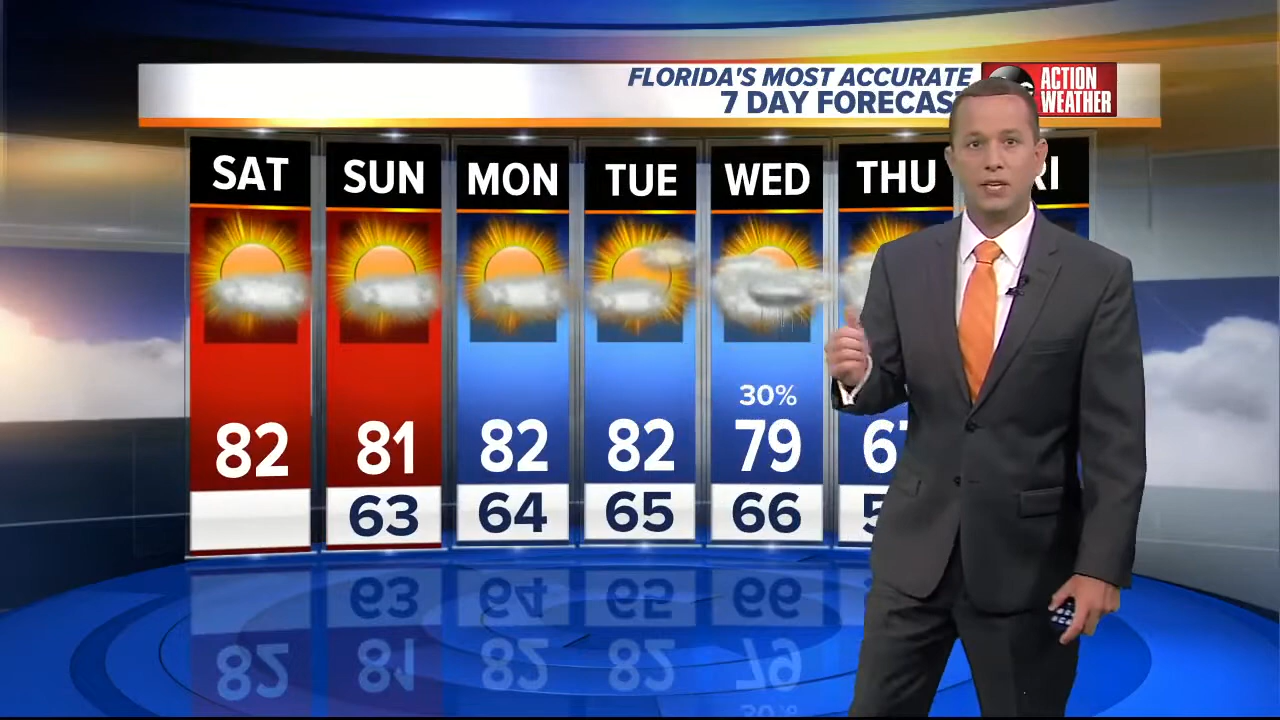 FLORIDA'S MOST ACCURATE
7 DAY FORECAST
ACTION
WEATHER
SAT SUN MON TUE WED THU
30%
82 81 82 82 79
63 64 65 66